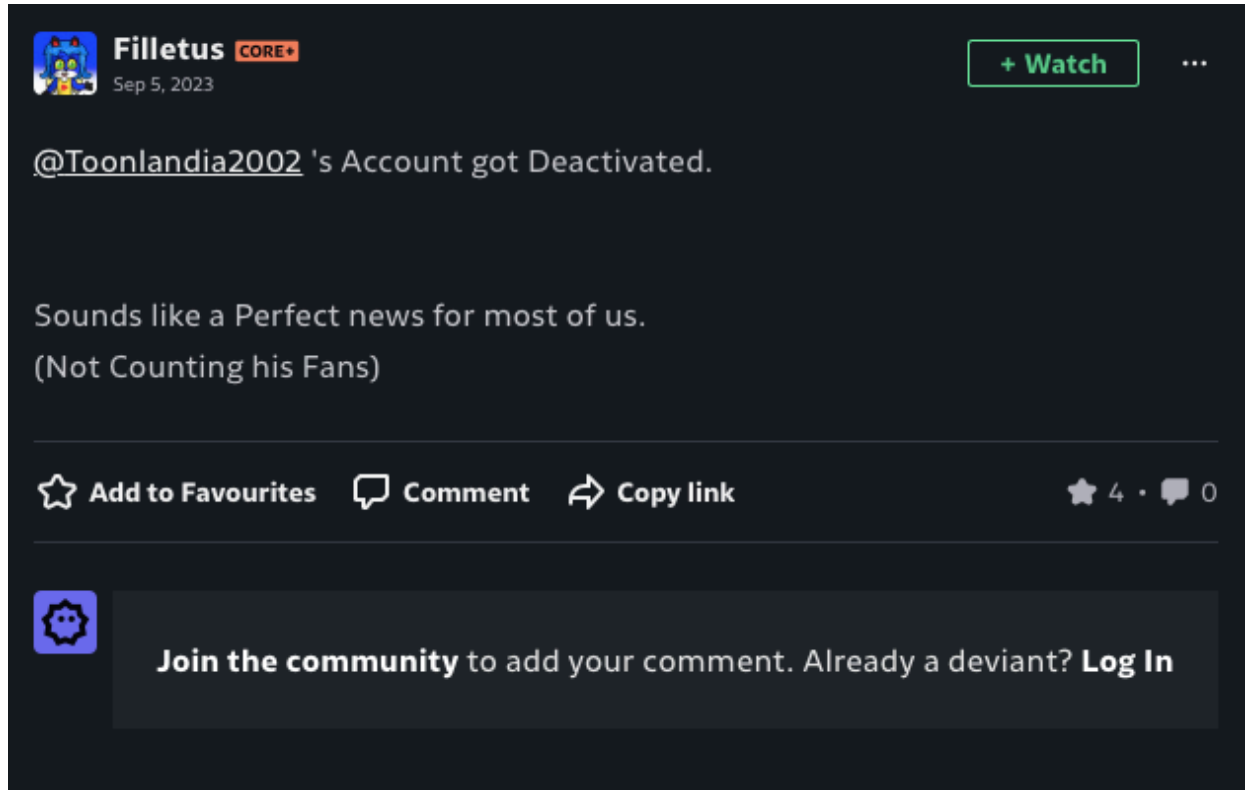 Filletus CORE+
Sep 5, 2023
+ Watch
@Toonlandia2002 's Account got Deactivated.
Sounds like a Perfect news for most of us.
(Not Counting his Fans)
Add to Favourites Comment Copy link 4 • 0
Join the community to add your comment. Already a deviant? Log In